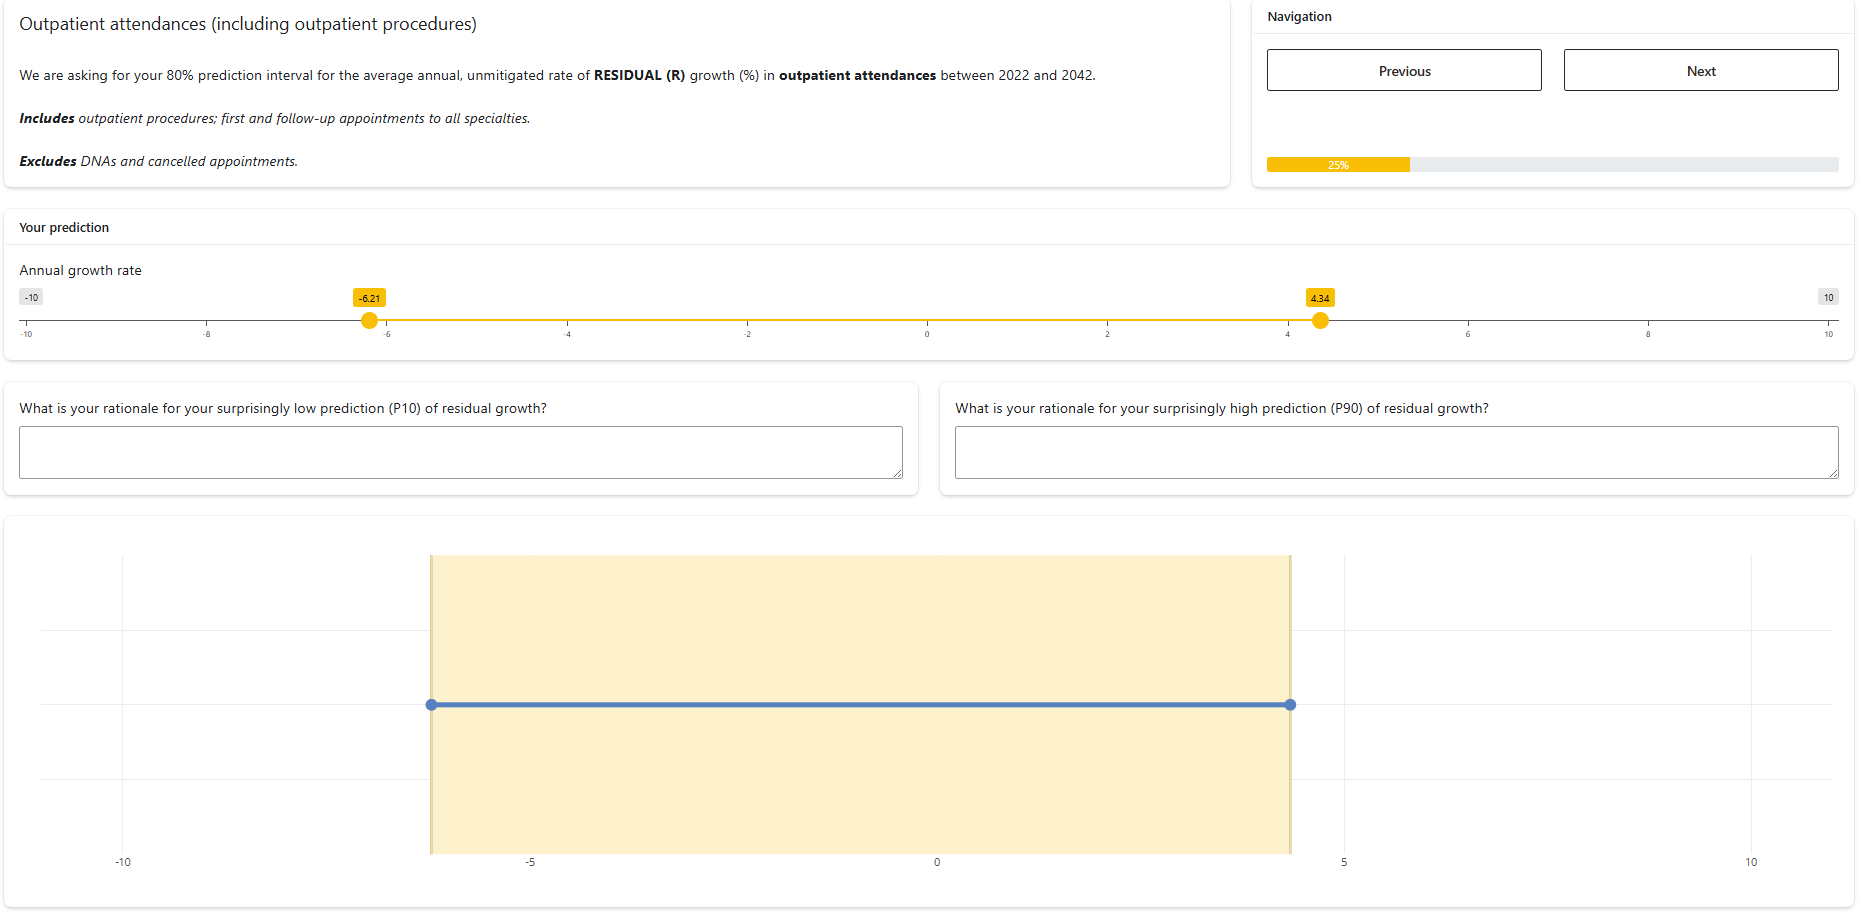 Outpatient attendances (including outpatient procedures)
We are asking for your 80% prediction interval for the average annual, unmitigated rate of RESIDUAL (R) growth (%) in outpatient attendances between 2022 and 2042.
Includes outpatient procedures; first and follow-up appointments to all specialties.
Excludes DNAs and cancelled appointments.
Navigation
Previous
Next
25%
Your prediction
Annual growth rate
-10
-6.21
4.34
10
-10
-8
-6
-4
-2
0
2
4
6
8
10
What is your rationale for your surprisingly low prediction (P10) of residual growth?
What is your rationale for your surprisingly high prediction (P90) of residual growth?
-10
-5
0
5
10